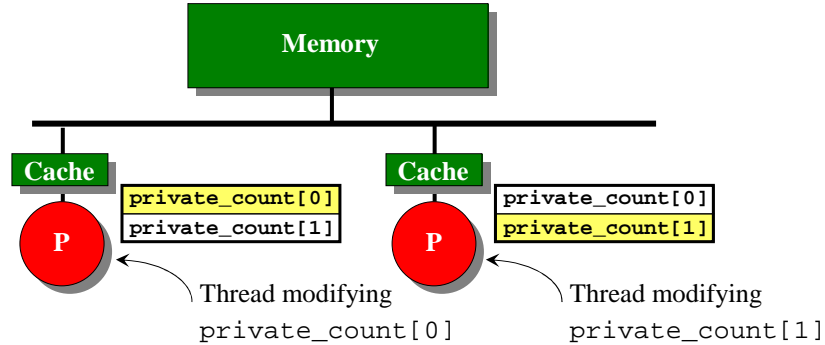 Memory
Cache
Cache
private_count[0]
private_count[1]
private_count[0]
private_count[1]
P
P
Thread modifying
private_count[0]
Thread modifying
private_count[1]